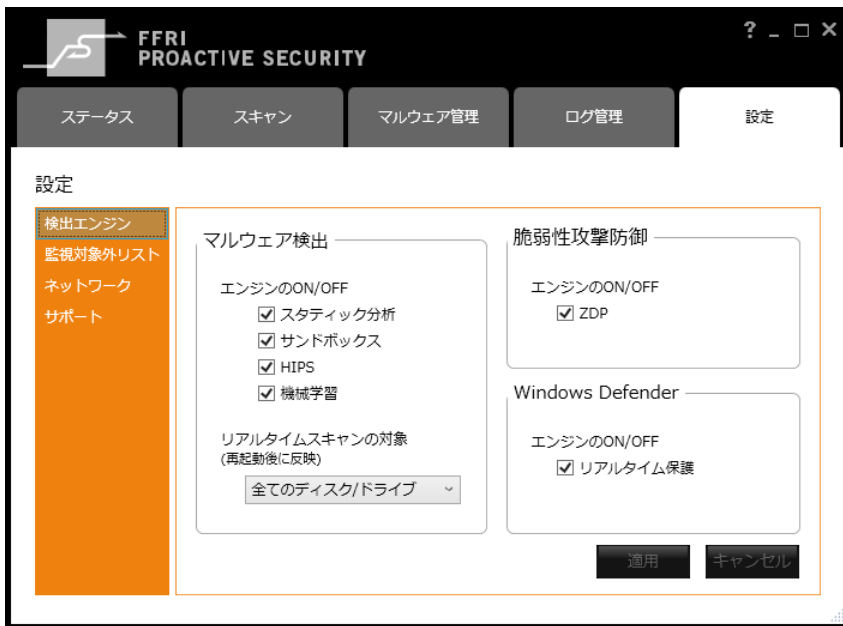 FFRI
PROACTIVE SECURITY
?
ステータス
スキャン
マルウェア管理
ログ管理
設定
設定
検出エンジン
監視対象外リスト
ネットワーク
サポート
マルウェア検出
エンジンのON/OFF
スタティック分析
サンドボックス
HIPS
機械学習
リアルタイムスキャンの対象
(再起動後に反映)
全てのディスク/ドライブ
脆弱性攻撃防御
エンジンのON/OFF
ZDP
Windows Defender
エンジンのON/OFF
リアルタイム保護
適用
キャンセル